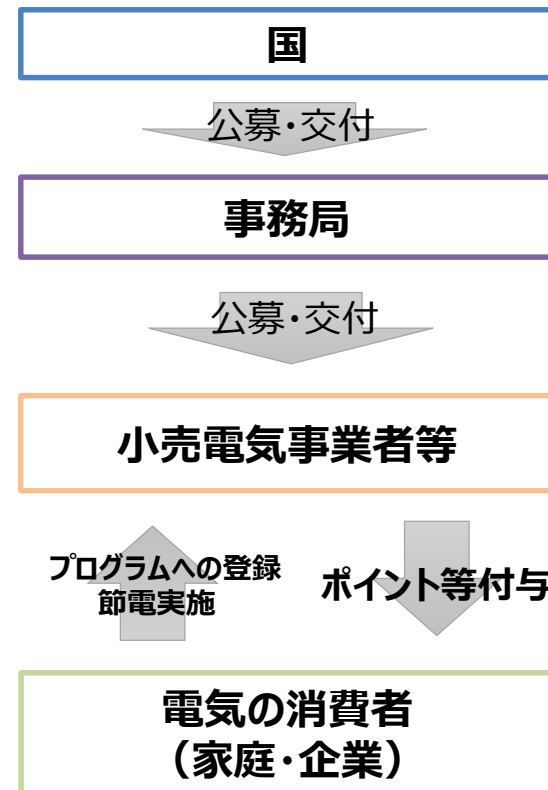 国
公募・交付
事務局
公募・交付
小売電気事業者等
プログラムへの登録
節電実施
ポイント等付与
電気の消費者
（家庭・企業）